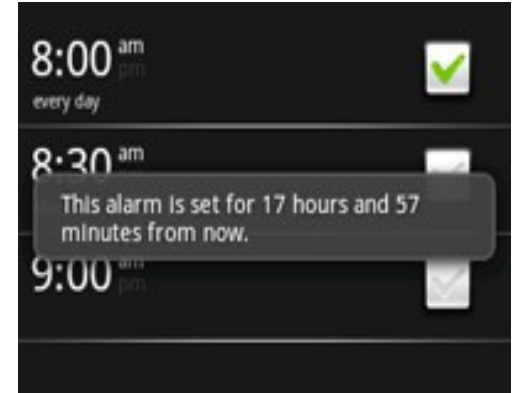 8:00 am
pm
every day
8:30 am
This alarm is set for 17 hours and 57
minutes from now.
9:00 am
pm